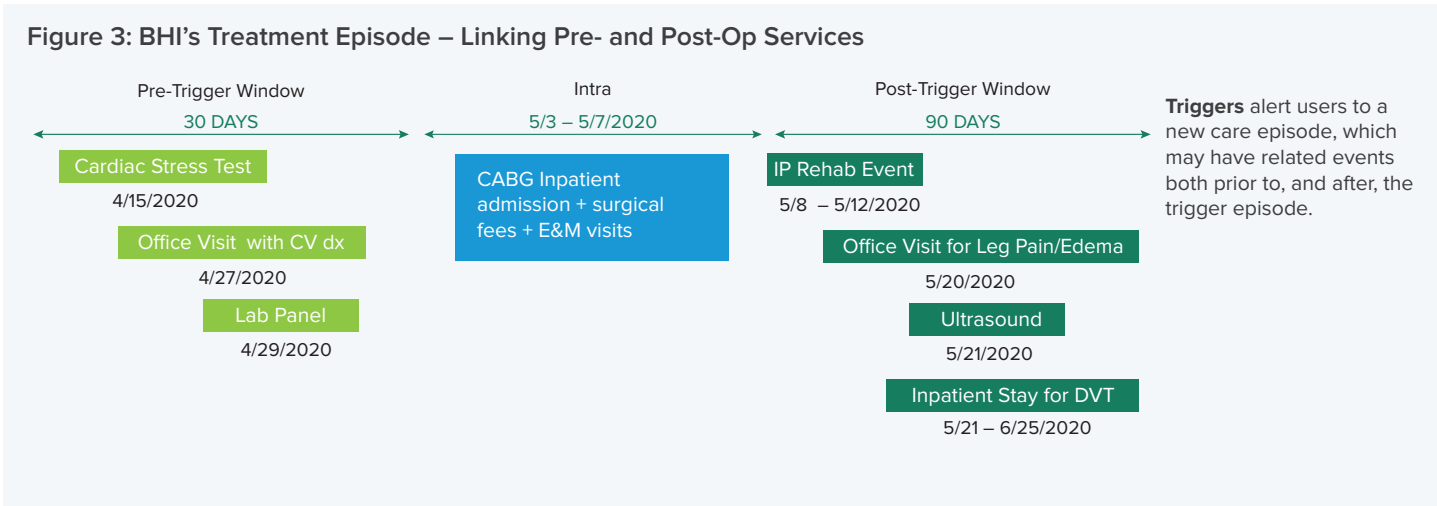 Figure 3: BHI's Treatment Episode – Linking Pre- and Post-Op Services
Pre-Trigger Window
30 DAYS
Cardiac Stress Test
4/15/2020
Office Visit with CV dx
4/27/2020
Lab Panel
4/29/2020
Intra
5/3 – 5/7/2020
CABG Inpatient
admission + surgical
fees + E&M visits
Post-Trigger Window
90 DAYS
IP Rehab Event
5/8 – 5/12/2020
Office Visit for Leg Pain/Edema
5/20/2020
Ultrasound
5/21/2020
Inpatient Stay for DVT
5/21 – 6/25/2020
Triggers alert users to a
new care episode, which
may have related events
both prior to, and after, the
trigger episode.